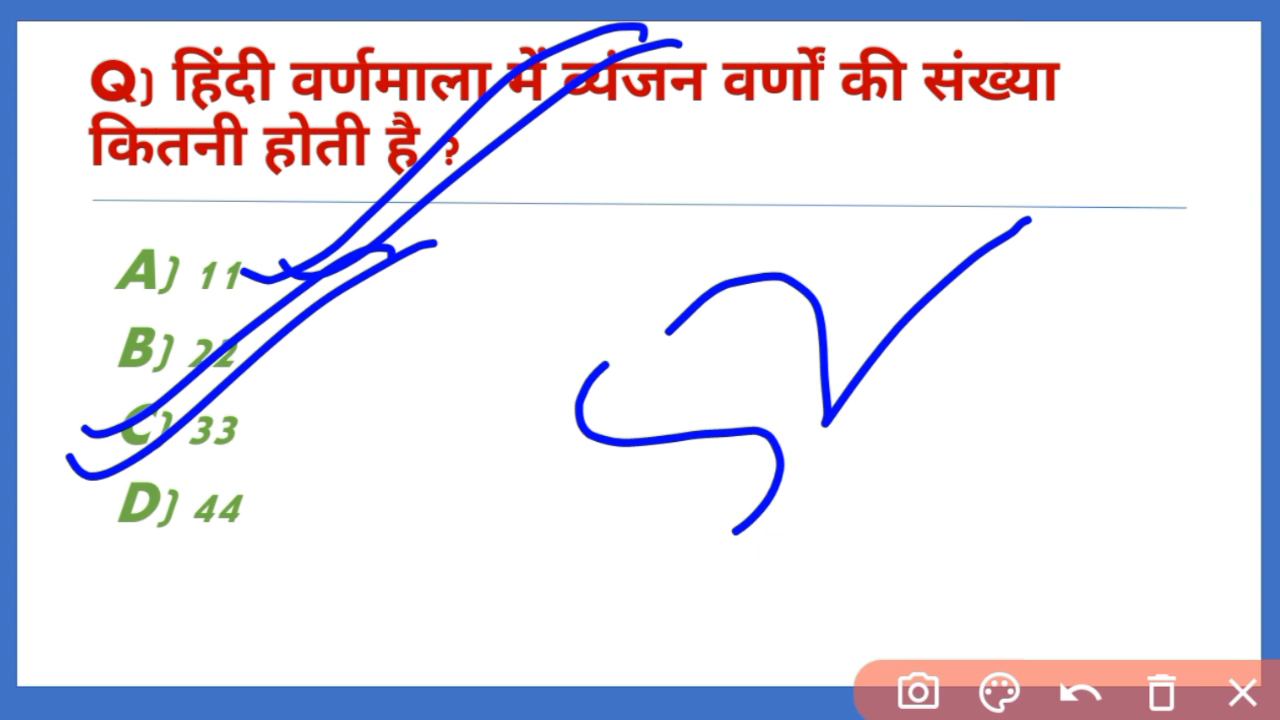 Q) हिंदी वर्णमाला में व्यंजन वर्णों की संख्या
कितनी होती है ?
A) 11
B) 22
C) 33
D) 44